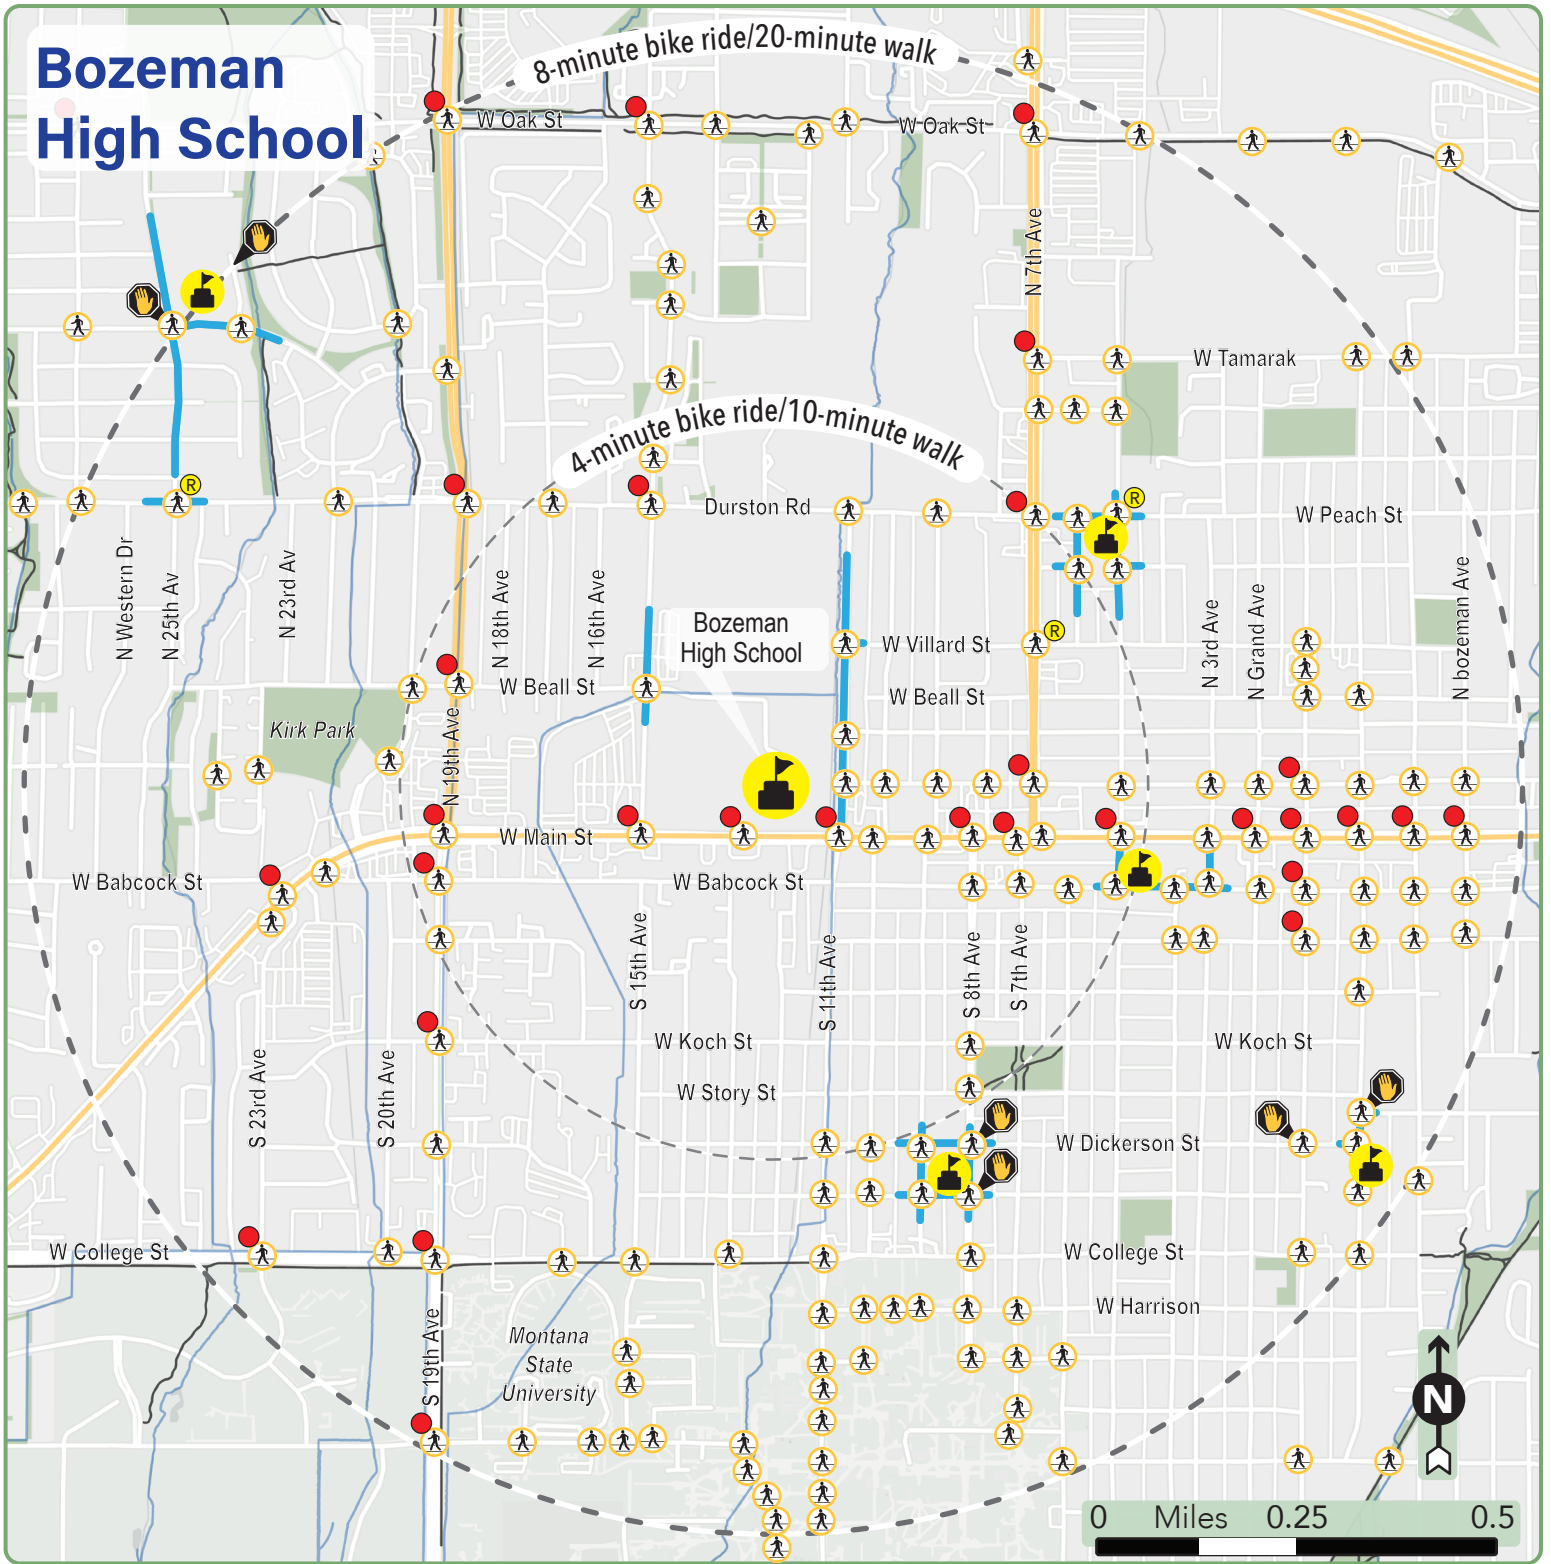 Bozeman
High School
8-minute bike ride/20-minute walk
W Oak St
W Oak St
N 7th Ave
W Tamarak
4-minute bike ride/10-minute walk
R
R
Durston Rd
W Peach St
N Western Dr
N 25th Av
N 23rd Av
N 18th Ave
N 16th Ave
N 3rd Ave
N Grand Ave
N bozeman Ave
Bozeman
High School
W Villard St
R
W Beall St
W Beall St
Kirk Park
N 19th Ave
W Main St
W Babcock St
W Babcock St
S 15th Ave
S 11th Ave
S 8th Ave
S 7th Ave
W Koch St
W Koch St
S 23rd Ave
S 20th Ave
W Story St
W Dickerson St
W College St
W College St
W Harrison
S 19th Ave
Montana
State
University
N
0 Miles 0.25 0.5